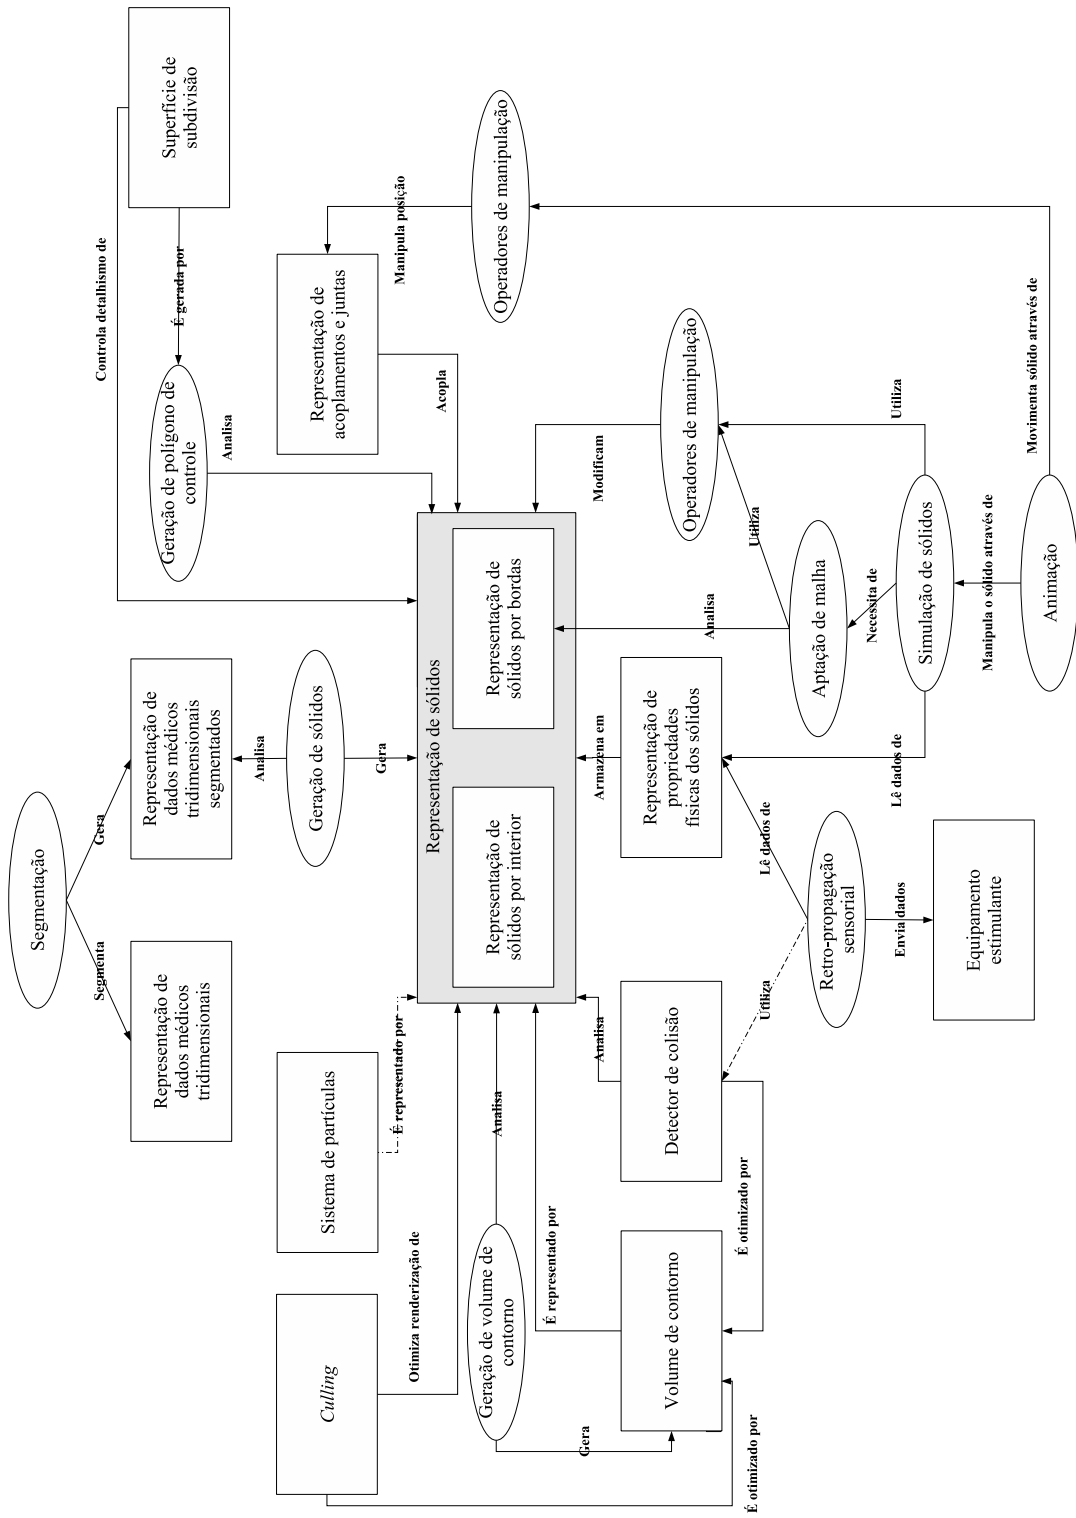 Segmentação
Segmenta
Gera
Representação de
dados médicos
tridimensionais
Representação de
dados médicos
tridimensionais
segmentados
Superfície de
subdivisão
Controla detalhismo de
É gerada por
Geração de polígono de
controle
Analisa
Analisa
Geração de sólidos
Gera
Culling
Otimiza renderização de
Sistema de partículas
É representado por
Representação de
acoplamentos e juntas
Acopla
Manipula posição
Operadores de manipulação
Representação de sólidos
Representação de
sólidos por interior
Representação de
sólidos por bordas
Geração de volume de
contorno
Analisa
Gera
É representado por
Volume de contorno
É otimizado por
É otimizado por
Detector de colisão
Analisa
Armazena em
Representação de
propriedades
físicas dos sólidos
Analisa
Modificam
Operadores de manipulação
Utiliza
Utiliza
Utiliza
Lê dados de
Lê dados de
Aptação de malha
Necessita de
Retro-propagação
sensorial
Envia dados
Equipamento
estimulante
Simulação de sólidos
Manipula o sólido através de
Movimenta sólido através de
Animação